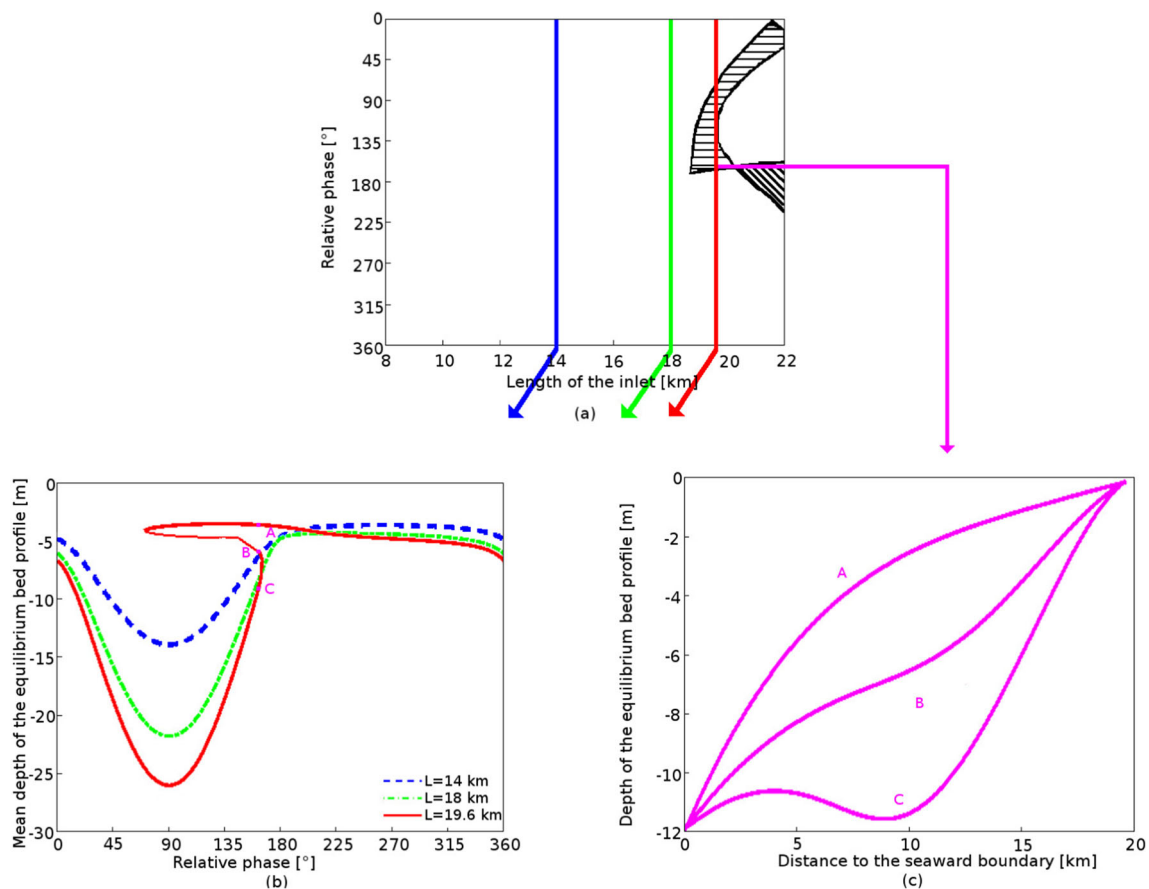 0
45
90
135
180
225
270
315
360
Relative phase [°]
8 10 12 14 16 18 20 22
Length of the inlet [km]
(a)
0
-5
-10
-15
-20
-25
-30
Mean depth of the equilibrium bed profile [m]
A
B
C
L=14 km
L=18 km
L=19.6 km
0 45 90 135 180 225 270 315 360
Relative phase [°]
(b)
0
-2
-4
-6
-8
-10
-12
Depth of the equilibrium bed profile [m]
A
B
C
0 5 10 15 20
Distance to the seaward boundary [km]
(c)